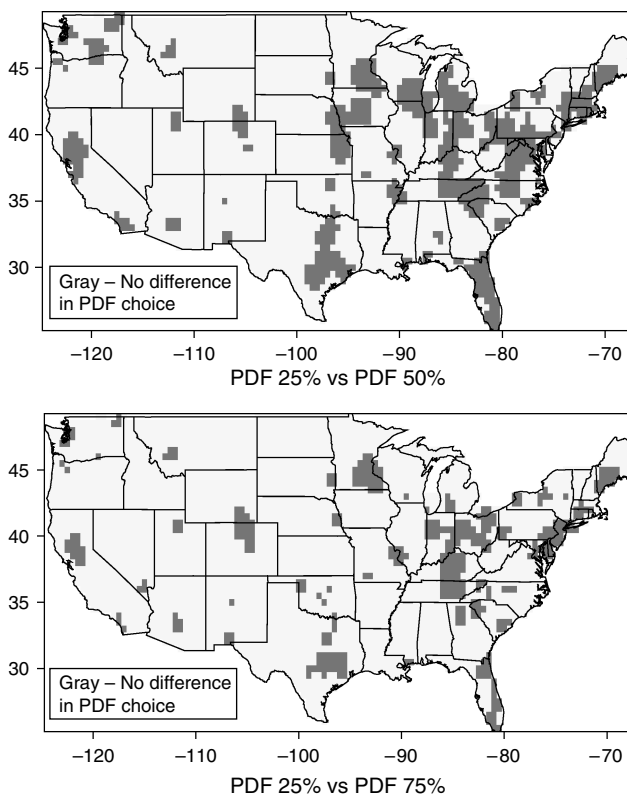 45
40
35
30
Gray – No difference
in PDF choice
−120 −110 −100 −90 −80 −70
PDF 25% vs PDF 50%
45
40
35
30
Gray – No difference
in PDF choice
−120 −110 −100 −90 −80 −70
PDF 25% vs PDF 75%